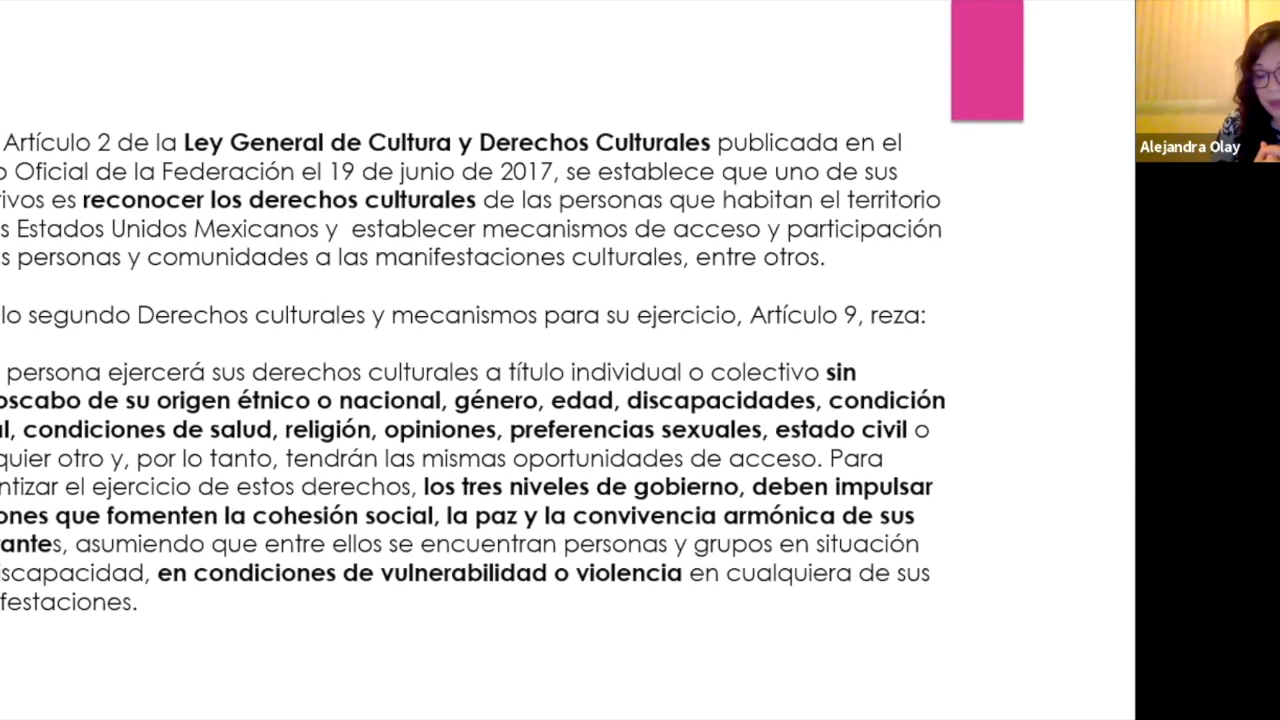 Artículo 2 de la Ley General de Cultura y Derechos Culturales publicada en el
o Oficial de la Federación el 19 de junio de 2017, se establece que uno de sus
tivos es reconocer los derechos culturales de las personas que habitan el territorio
s Estados Unidos Mexicanos y establecer mecanismos de acceso y participación
s personas y comunidades a las manifestaciones culturales, entre otros.
lo segundo Derechos culturales y mecanismos para su ejercicio, Artículo 9, reza:
persona ejercerá sus derechos culturales a título individual o colectivo sin
oscabo de su origen étnico o nacional, género, edad, discapacidades, condición
l, condiciones de salud, religión, opiniones, preferencias sexuales, estado civil o
quier otro y, por lo tanto, tendrán las mismas oportunidades de acceso. Para
ntizar el ejercicio de estos derechos, los tres niveles de gobierno, deben impulsar
ones que fomenten la cohesión social, la paz y la convivencia armónica de sus
rantes, asumiendo que entre ellos se encuentran personas y grupos en situación
iscapacidad, en condiciones de vulnerabilidad o violencia en cualquiera de sus
festaciones.
Alejandra Olay